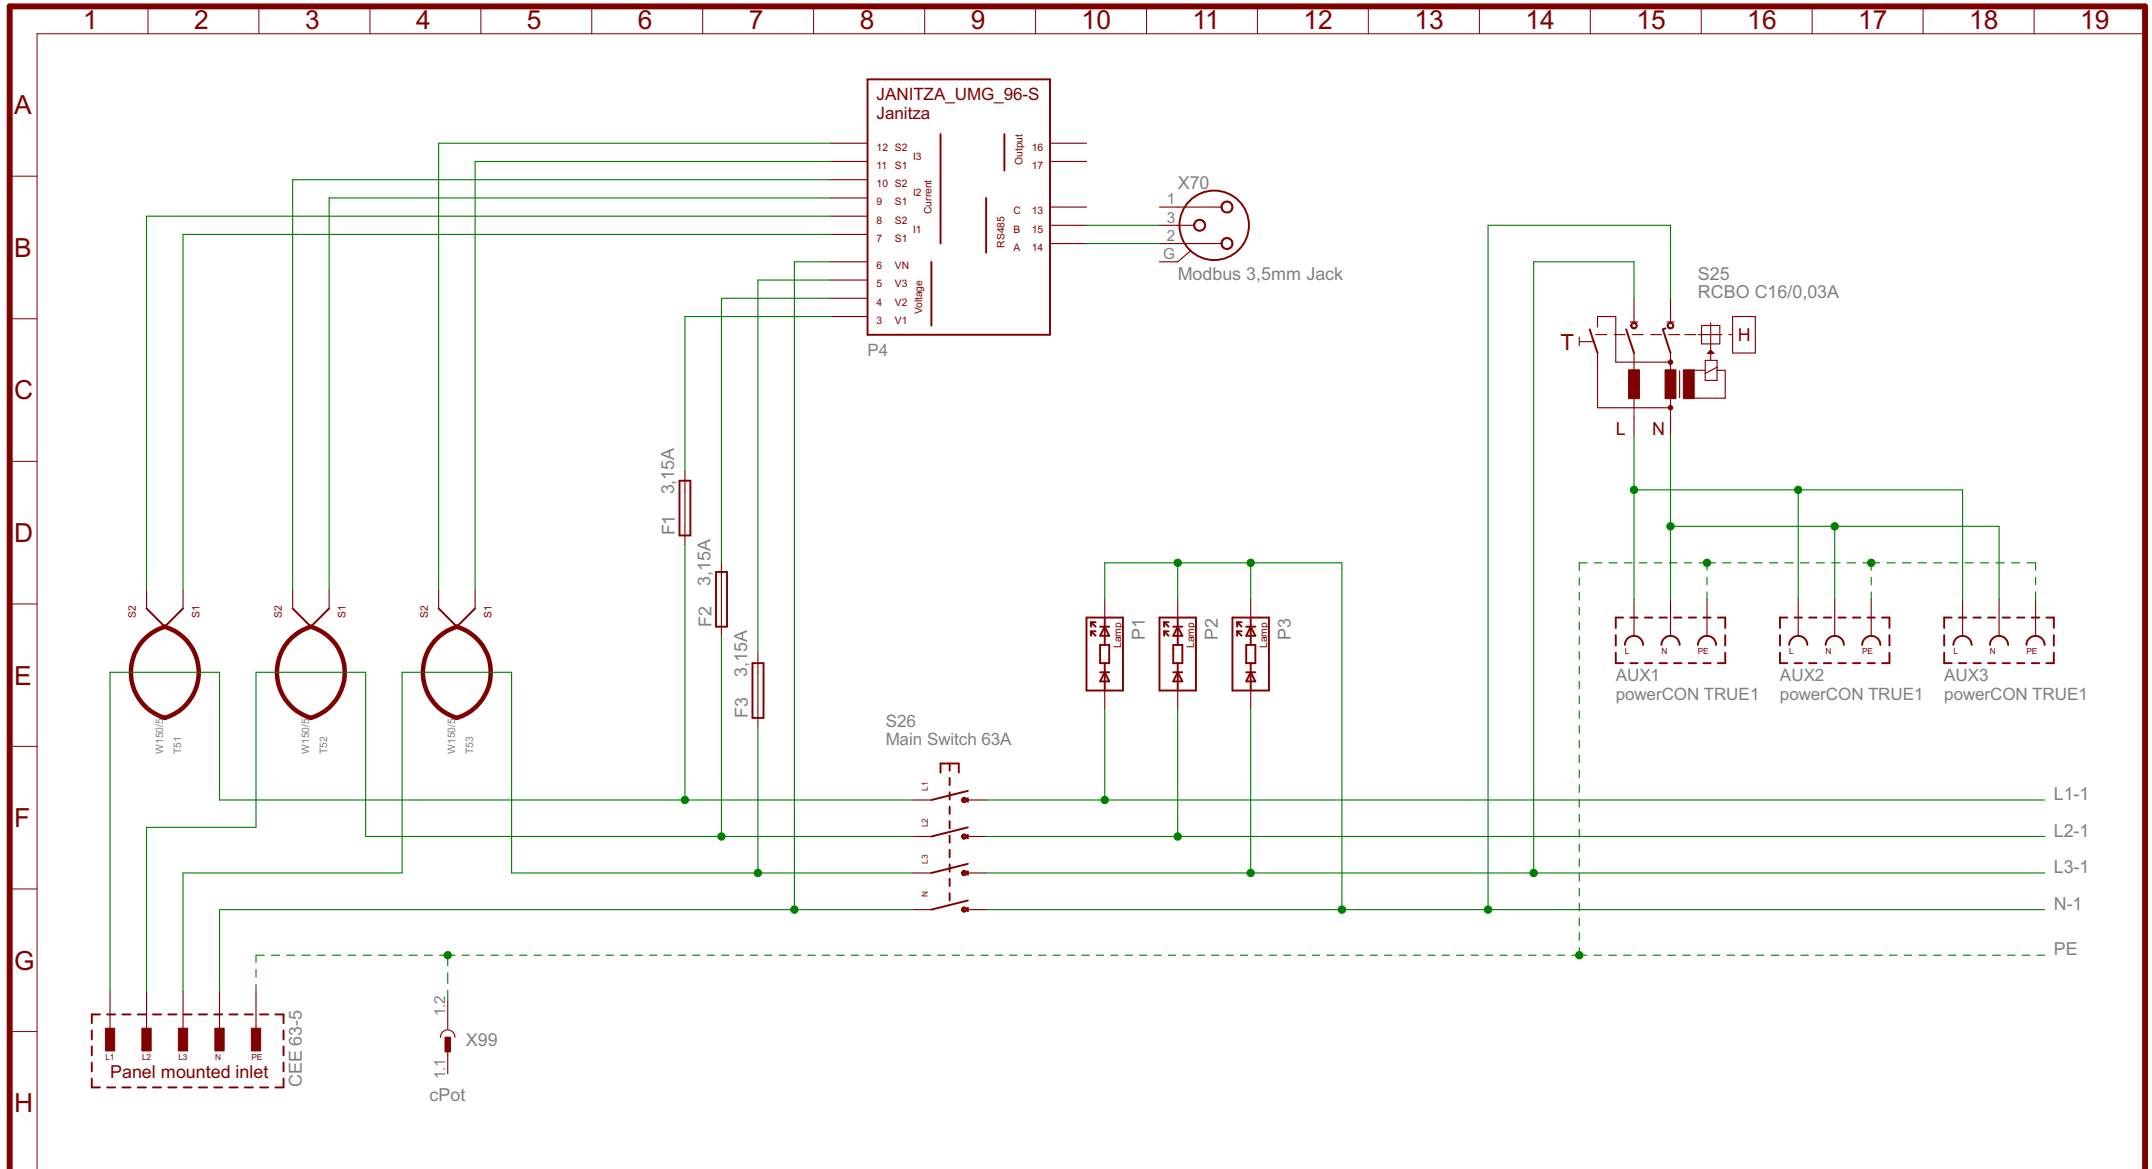 1 2 3 4 5 6 7 8 9 10 11 12 13 14 15 16 17 18 19
A
B
C
D
E
F
G
H
JANITZA_UMG_96-S
Janitza
12 S2
11 S1
I3
10 S2
9 S1
I2
8 S2
7 S1
I1
Current
6 VN
5 V3
4 V2
3 V1
Voltage
Output
16
17
RS485
C 13
B 15
A 14
P4
X70
1
3
2
G
Modbus 3,5mm Jack
S25
RCBO C16/0,03A
T
H
L N
F1 3,15A
F2 3,15A
F3 3,15A
S2 S1
S2 S1
S2 S1
W150/5
T51
W150/5
T52
W150/5
T53
Lamp P1
Lamp P2
Lamp P3
L N PE
AUX1
powerCON TRUE1
L N PE
AUX2
powerCON TRUE1
L N PE
AUX3
powerCON TRUE1
S26
Main Switch 63A
L1
L2
L3
N
L1-1
L2-1
L3-1
N-1
PE
L1 L2 L3 N PE
Panel mounted inlet
CEE 63-5
1.2
X99
1.1
cPot